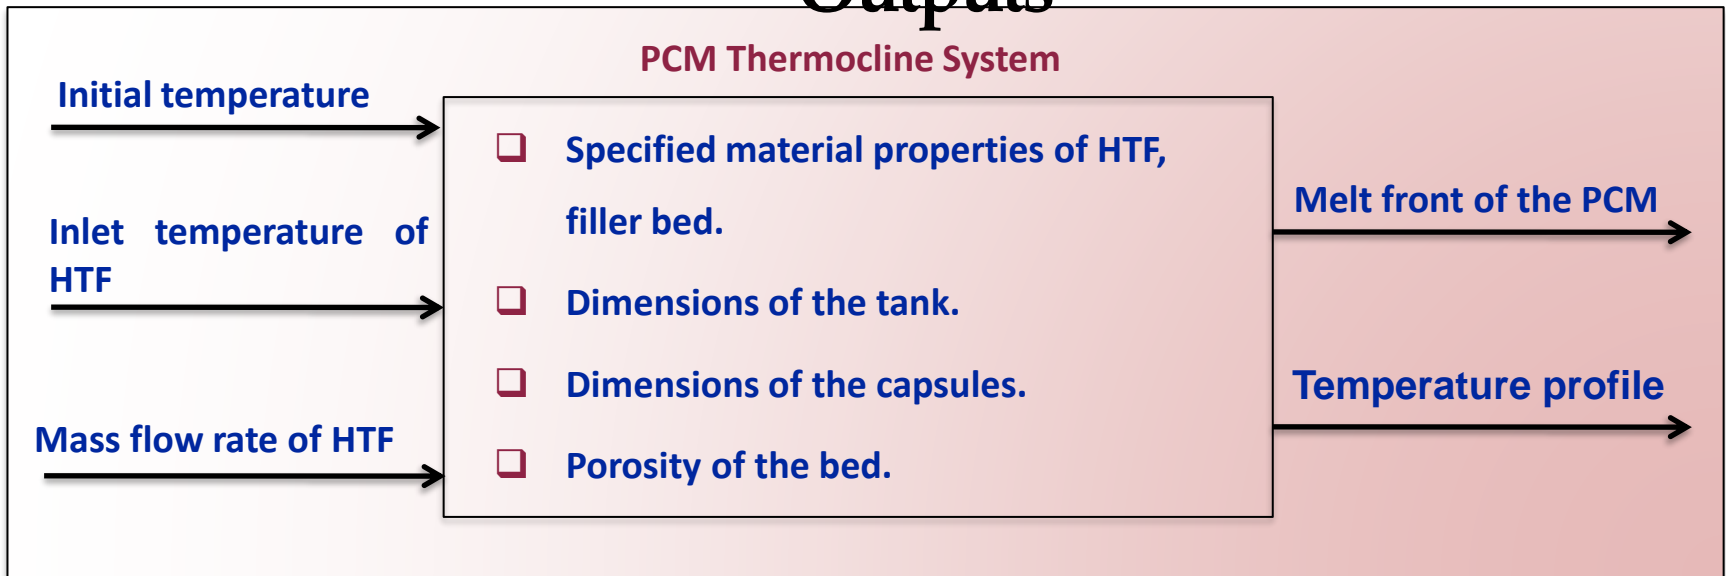 Outputs
PCM Thermocline System
Initial temperature
Inlet temperature of
HTF
Mass flow rate of HTF
❑ Specified material properties of HTF,
filler bed.
❑ Dimensions of the tank.
❑ Dimensions of the capsules.
❑ Porosity of the bed.
Melt front of the PCM
Temperature profile